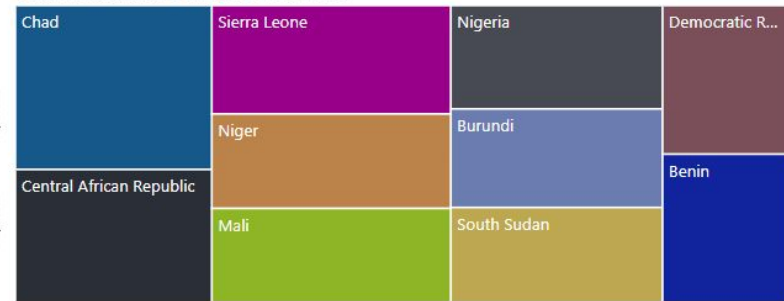 Chad
Central African Republic
Sierra Leone
Niger
Mali
Nigeria
Burundi
South Sudan
Democratic R...
Benin